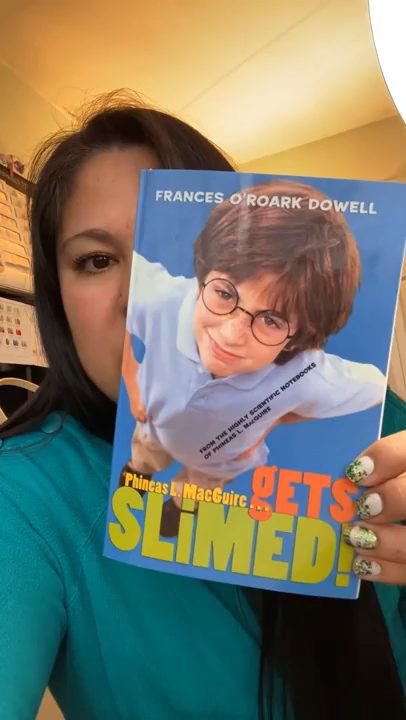 FRANCES O'ROARK DOWELL
FROM THE HIGHLY SCIENTIFIC NOTEBOOKS
OF PHINEAS L. MACGUIRE
Phineas L. MacGuire...
GETS
SLiMED!